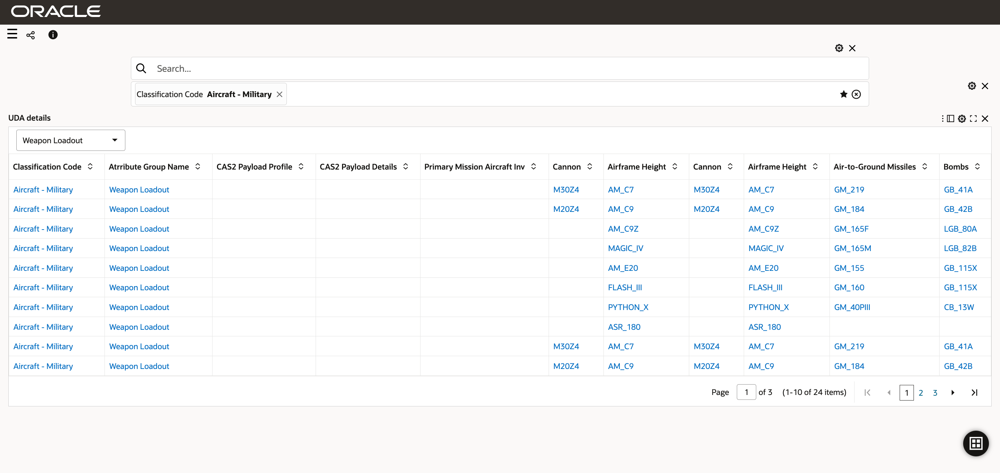 ORACLE
Search...
Classification Code Aircraft - Military
UDA details
Weapon Loadout
Classification Code Atrribute Group Name CAS2 Payload Profile CAS2 Payload Details Primary Mission Aircraft Inv Cannon Airframe Height Cannon Airframe Height Air-to-Ground Missiles Bombs
Aircraft - Military Weapon Loadout M30Z4 AM_C7 M30Z4 AM_C7 GM_219 GB_41A
Aircraft - Military Weapon Loadout M20Z4 AM_C9 M20Z4 AM_C9 GM_184 GB_42B
Aircraft - Military Weapon Loadout AM_C9Z AM_C9Z GM_165F LGB_80A
Aircraft - Military Weapon Loadout MAGIC_IV MAGIC_IV GM_165M LGB_82B
Aircraft - Military Weapon Loadout AM_E20 AM_E20 GM_155 GB_115X
Aircraft - Military Weapon Loadout FLASH_III FLASH_III GM_160 GB_115X
Aircraft - Military Weapon Loadout PYTHON_X PYTHON_X GM_40PIII CB_13W
Aircraft - Military Weapon Loadout ASR_180 ASR_180
Aircraft - Military Weapon Loadout M30Z4 AM_C7 M30Z4 AM_C7 GM_219 GB_41A
Aircraft - Military Weapon Loadout M20Z4 AM_C9 M20Z4 AM_C9 GM_184 GB_42B
Page 1 of 3 (1-10 of 24 items) 1 2 3